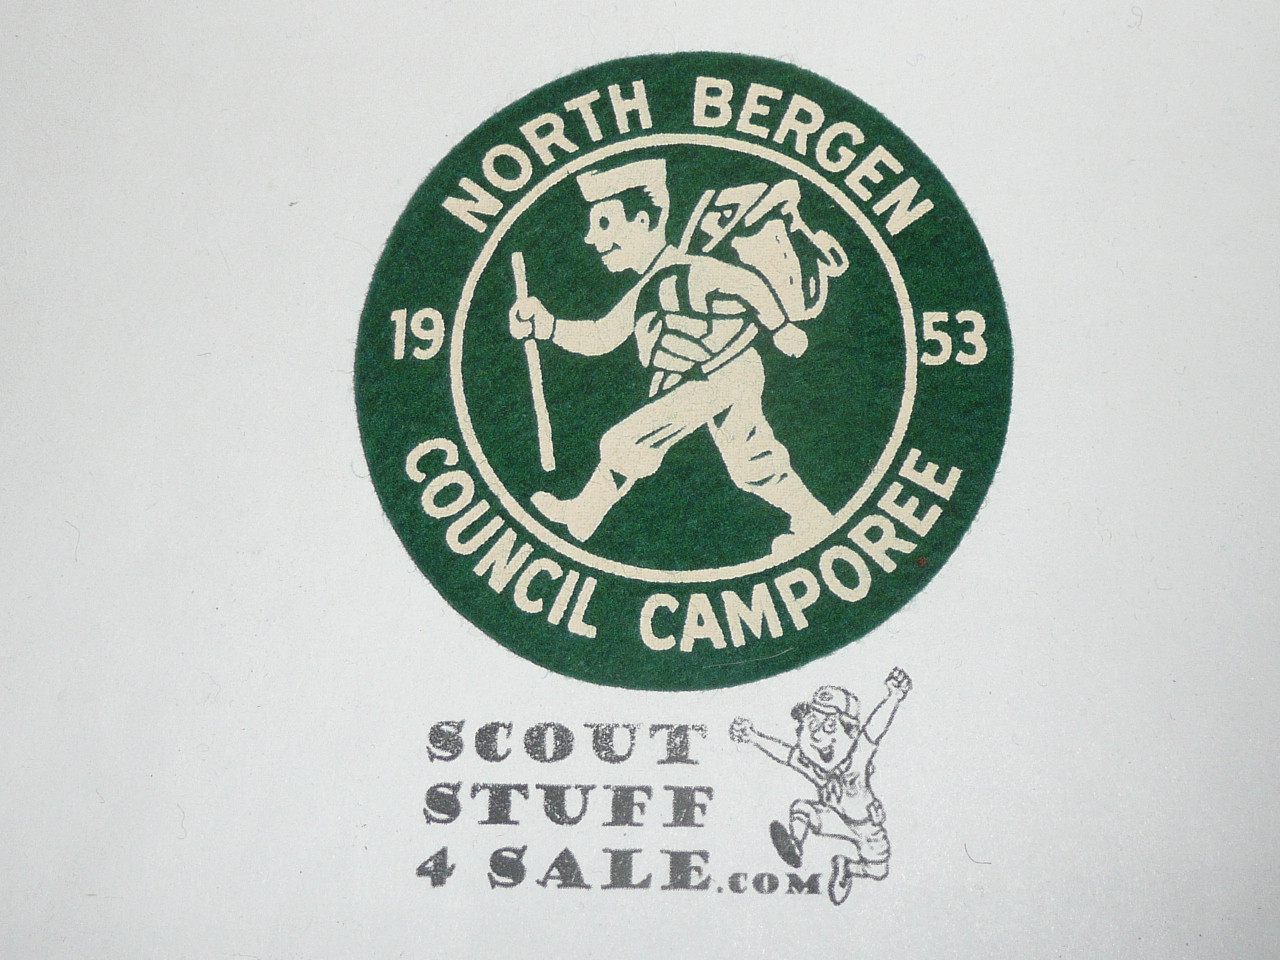 NORTH BERGEN
19 53
COUNCIL CAMPOREE
SCOUT
STUFF
4 SALE.COM